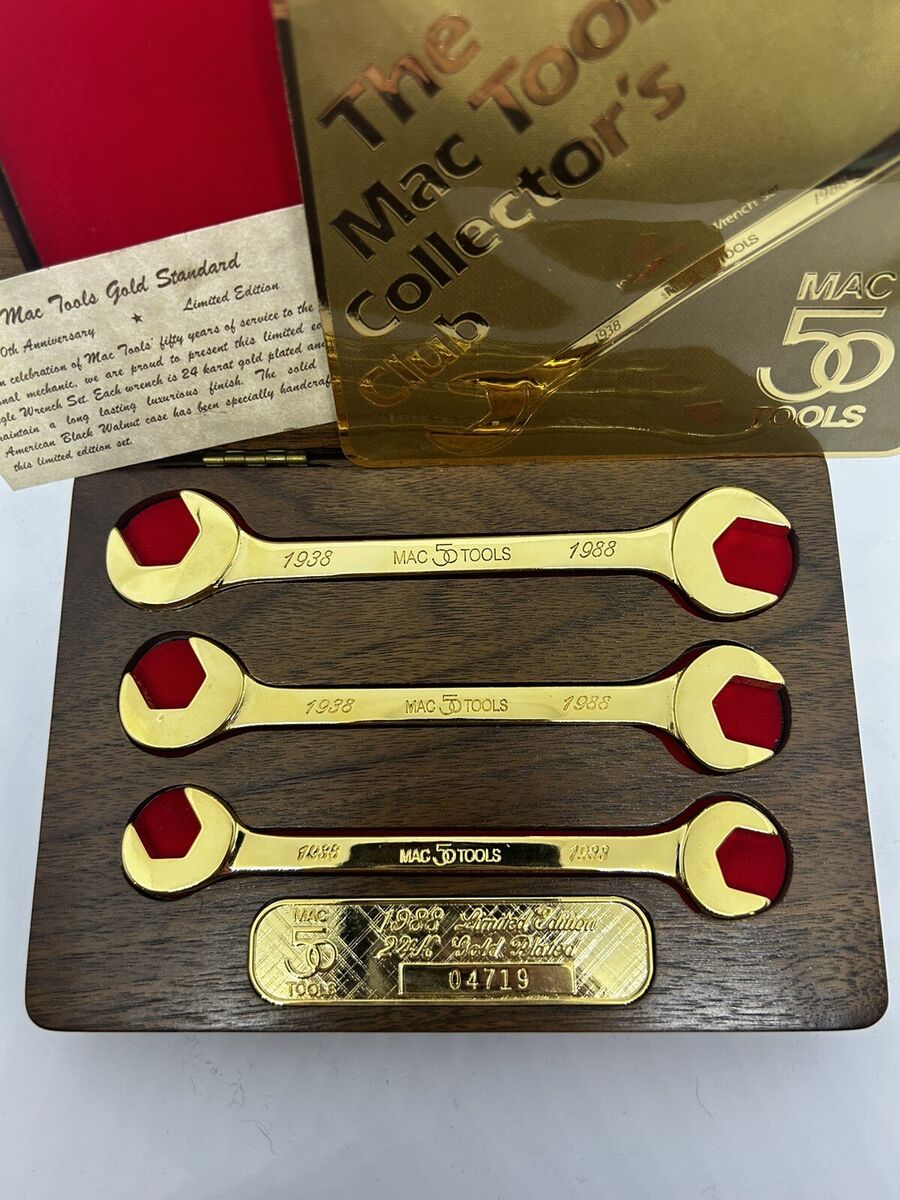 The
Mac Tools
Collector's
Club
Wrench Set
1988
TOOLS
1938
MAC
50
TOOLS
Mac Tools Gold Standard
0th Anniversary ★ Limited Edition
n celebration of Mac Tools' fifty years of service to the
onal mechanic, we are proud to present this limited ed
gle Wrench Set. Each wrench is 24 karat gold plated and
aintain a long lasting luxurious finish. The solid
American Black Walnut case has been specially handcraf
this limited edition set.
1938 MAC 50 TOOLS 1988
1938 MAC 50 TOOLS 1988
1938 MAC 50 TOOLS 1988
MAC
50
TOOLS
1988 Limited Edition
24K Gold Plated
04719